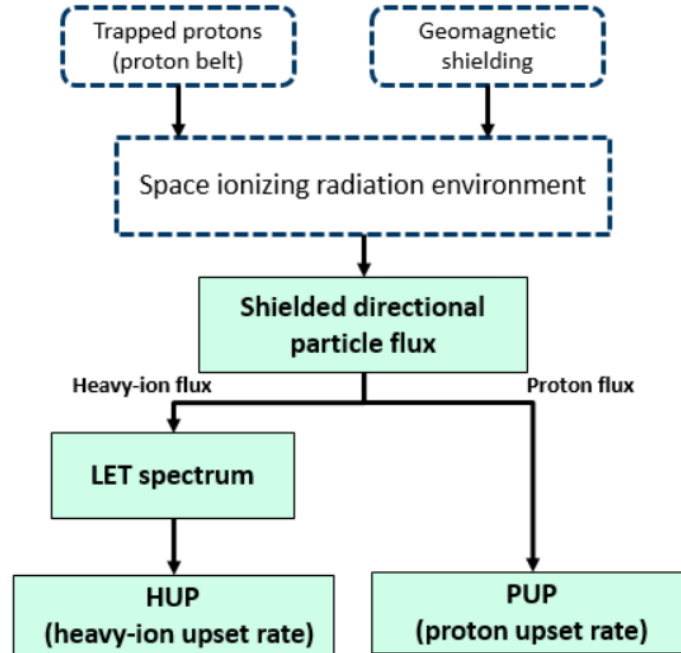 Trapped protons
(proton belt)
Geomagnetic
shielding
Space ionizing radiation environment
Shielded directional
particle flux
Heavy-ion flux
Proton flux
LET spectrum
HUP
(heavy-ion upset rate)
PUP
(proton upset rate)